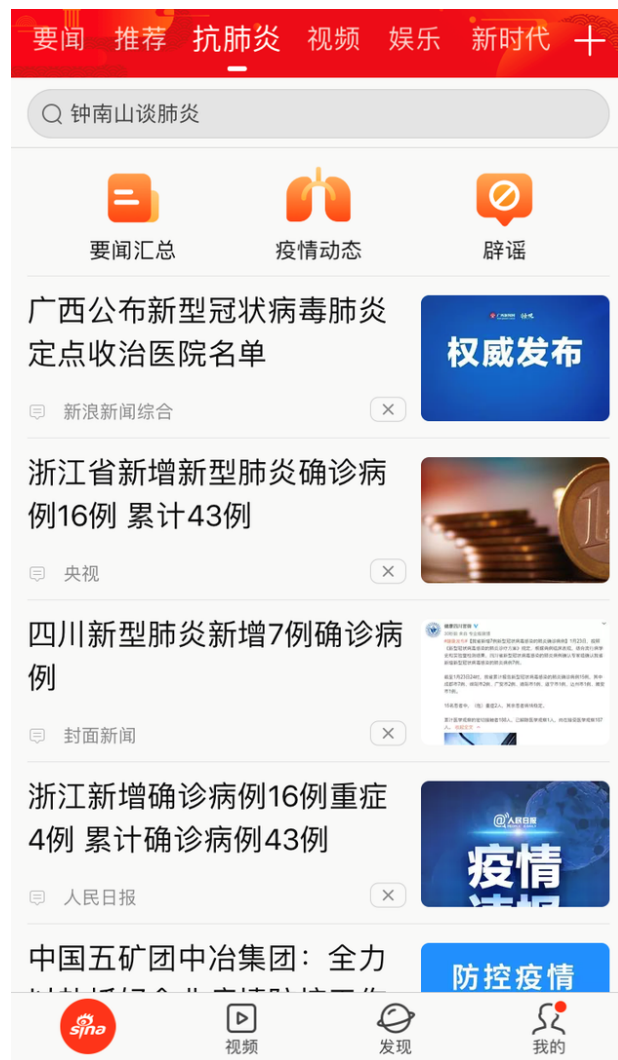 要闻 推荐 抗肺炎 视频 娱乐 新时代
钟南山谈肺炎
要闻汇总 疫情动态 辟谣
广西公布新型冠状病毒肺炎
定点收治医院名单
权威发布
新浪新闻综合
浙江省新增新型肺炎确诊病
例16例 累计43例
央视
四川新型肺炎新增7例确诊病
例
封面新闻
浙江新增确诊病例16例重症
4例 累计确诊病例43例
@人民日报
疫情
人民日报
中国五矿团中冶集团：全力
防控疫情
sina
视频
发现
我的